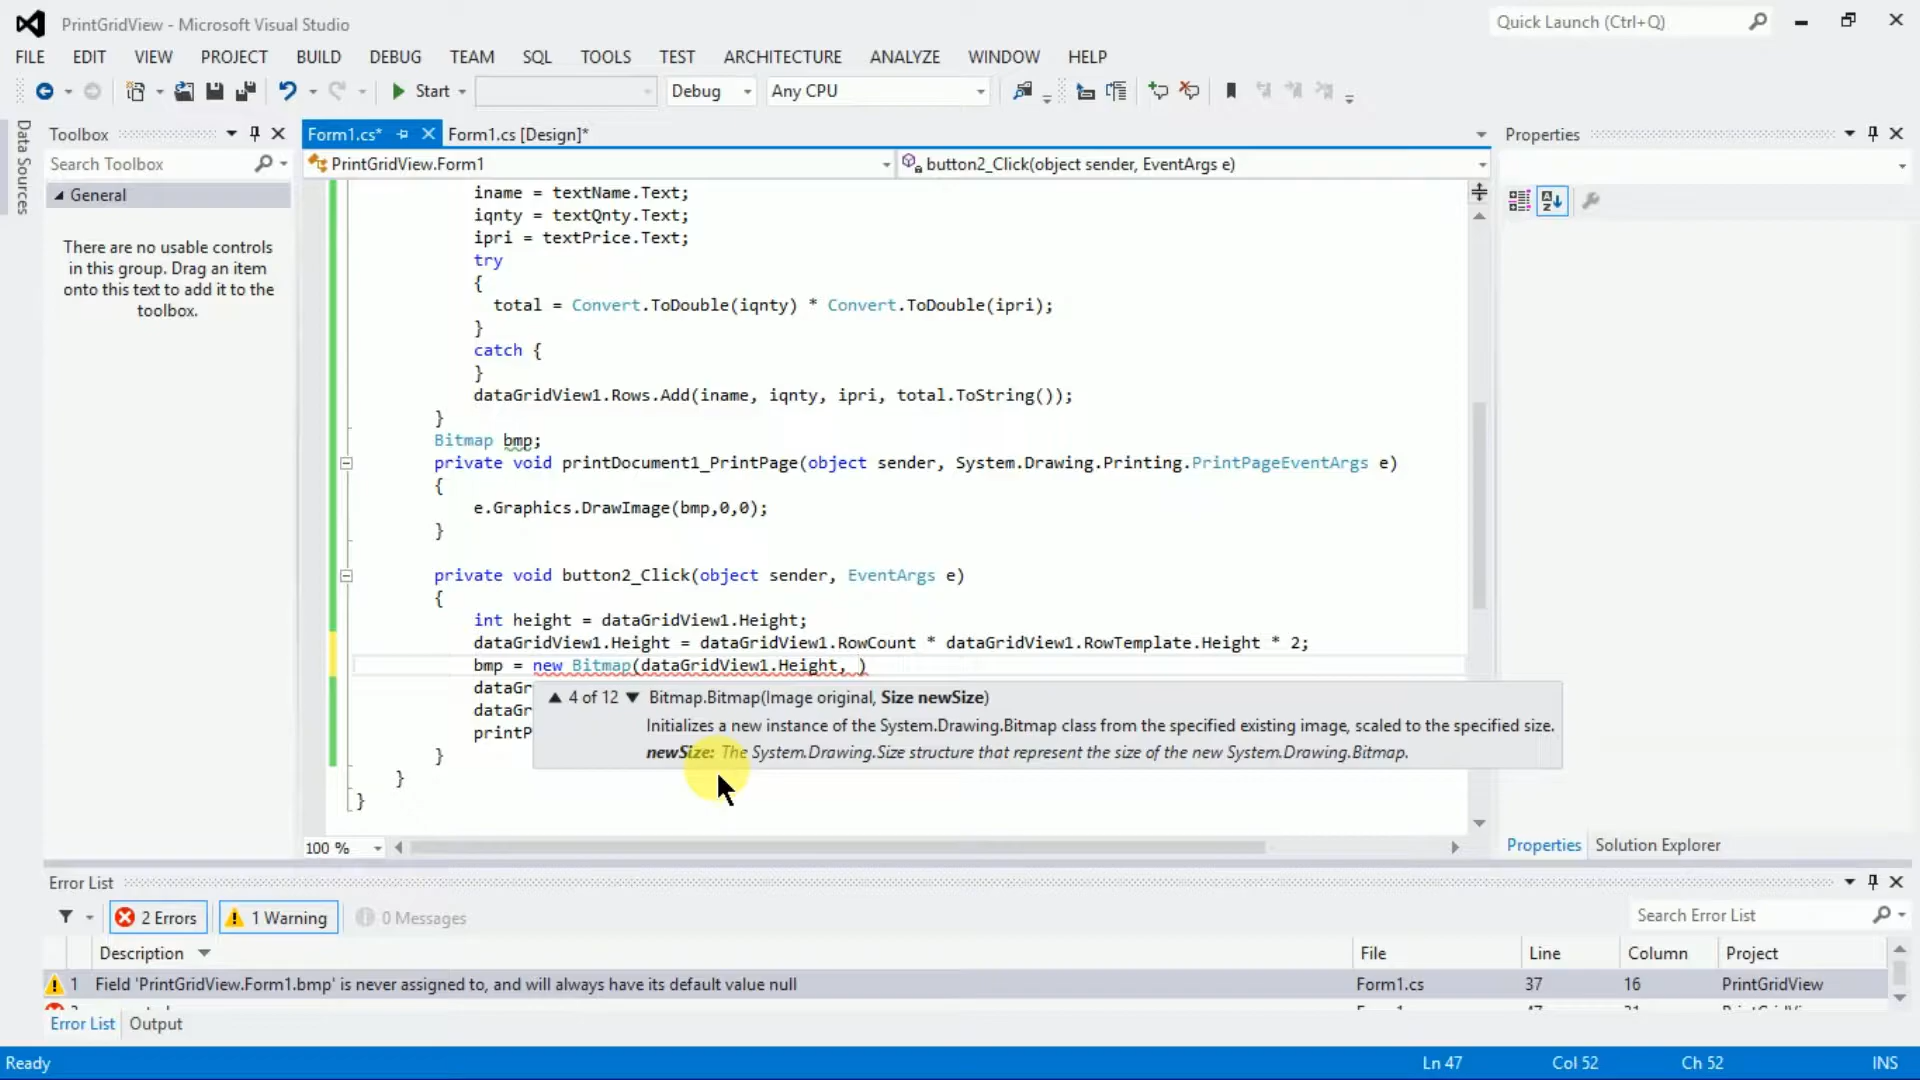 PrintGridView - Microsoft Visual Studio
Quick Launch (Ctrl+Q)
FILE EDIT VIEW PROJECT BUILD DEBUG TEAM SQL TOOLS TEST ARCHITECTURE ANALYZE WINDOW HELP
Start Debug Any CPU
Data Sources
Toolbox
Search Toolbox
General
There are no usable controls
in this group. Drag an item
onto this text to add it to the
toolbox.
Form1.cs* Form1.cs [Design]*
PrintGridView.Form1 button2_Click(object sender, EventArgs e)
iname = textName.Text;
iqnty = textQnty.Text;
ipri = textPrice.Text;
try
{
total = Convert.ToDouble(iqnty) * Convert.ToDouble(ipri);
}
catch {
}
dataGridView1.Rows.Add(iname, iqnty, ipri, total.ToString());
}
Bitmap bmp;
private void printDocument1_PrintPage(object sender, System.Drawing.Printing.PrintPageEventArgs e)
{
e.Graphics.DrawImage(bmp,0,0);
}
private void button2_Click(object sender, EventArgs e)
{
int height = dataGridView1.Height;
dataGridView1.Height = dataGridView1.RowCount * dataGridView1.RowTemplate.Height * 2;
bmp = new Bitmap(dataGridView1.Height, )
dataGr
dataGr
printP
}
}
}
4 of 12 Bitmap.Bitmap(Image original, Size newSize)
Initializes a new instance of the System.Drawing.Bitmap class from the specified existing image, scaled to the specified size.
newSize: The System.Drawing.Size structure that represent the size of the new System.Drawing.Bitmap.
100 %
Properties
Properties Solution Explorer
Error List
2 Errors 1 Warning 0 Messages
Search Error List
Description File Line Column Project
1 Field 'PrintGridView.Form1.bmp' is never assigned to, and will always have its default value null Form1.cs 37 16 PrintGridView
Error List Output
Ready Ln 47 Col 52 Ch 52 INS